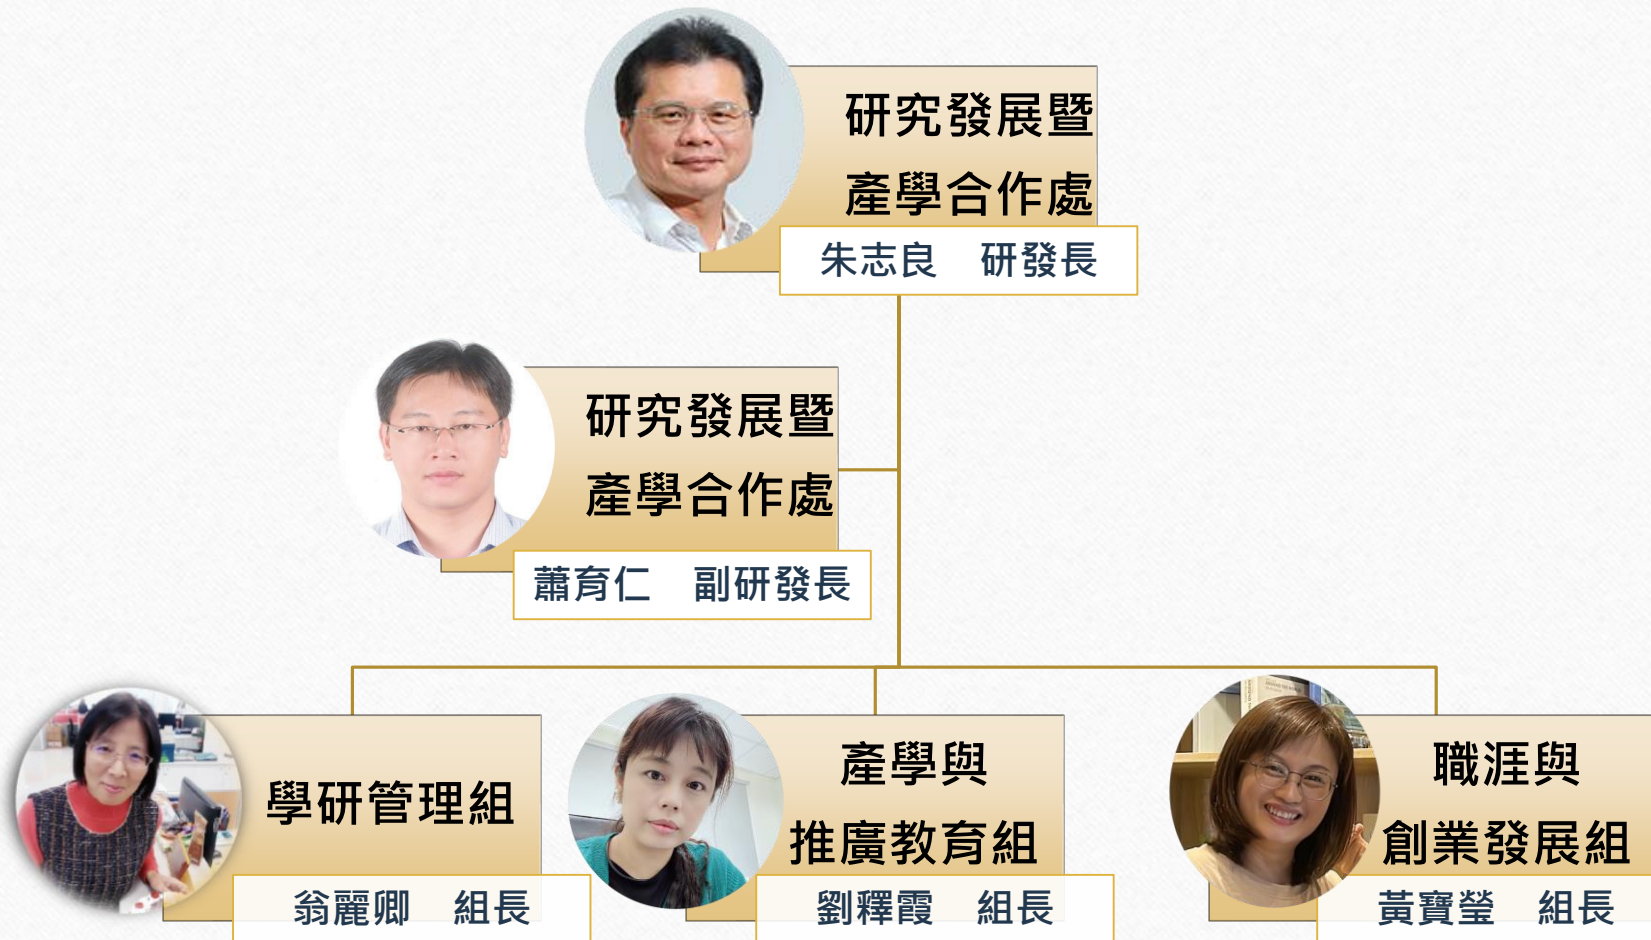 研究發展暨
產學合作處
朱志良　研發長
研究發展暨
產學合作處
蕭育仁　副研發長
學研管理組
翁麗卿　組長
產學與
推廣教育組
劉釋霞　組長
職涯與
創業發展組
黃寶瑩　組長